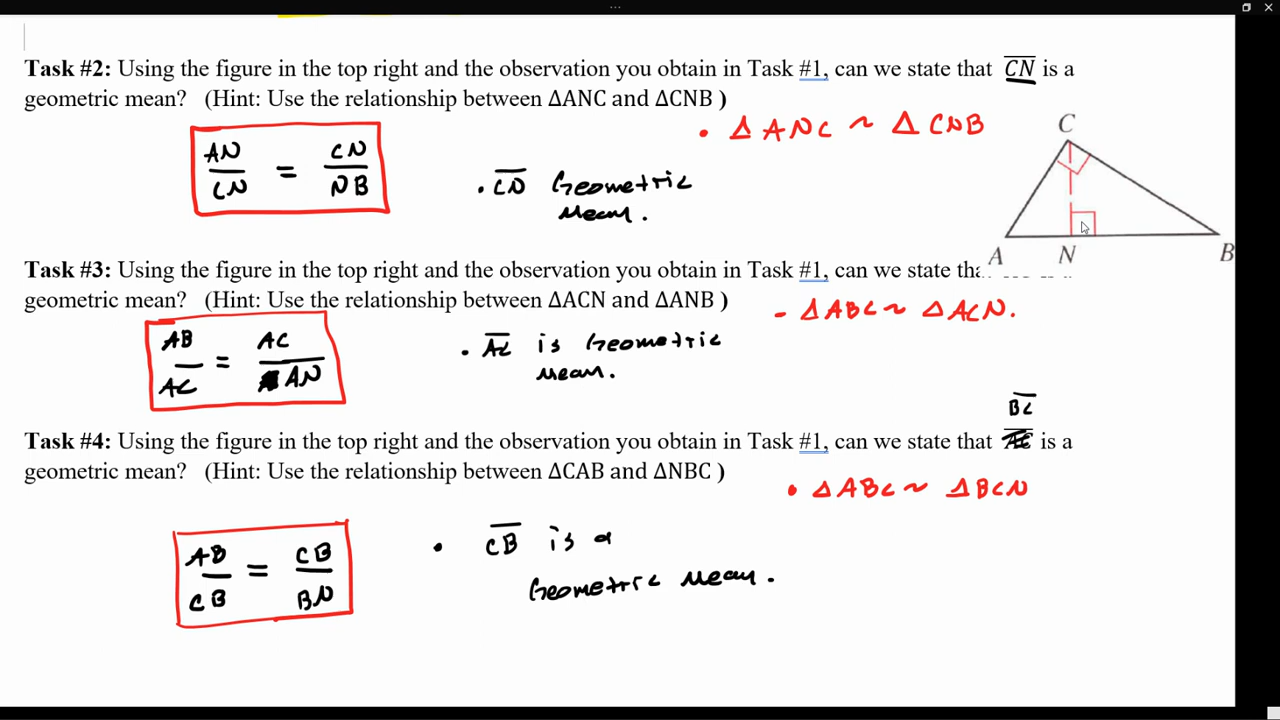 Task #2: Using the figure in the top right and the observation you obtain in Task #1, can we state that CN is a
geometric mean? (Hint: Use the relationship between ΔANC and ΔCNB )
• Δ ANC ~ Δ CNB
AN/CN = CN/NB
• CN Geometric
mean.
C
A N B
Task #3: Using the figure in the top right and the observation you obtain in Task #1, can we state tha
geometric mean? (Hint: Use the relationship between ΔACN and ΔANB )
- ΔABC ~ ΔACN.
AB/AC = AC/AN
• AC is Geometric
mean.
BC
Task #4: Using the figure in the top right and the observation you obtain in Task #1, can we state that AC is a
geometric mean? (Hint: Use the relationship between ΔCAB and ΔNBC )
• ΔABC ~ ΔBCN
AB/CB = CB/BN
• CB is a
Geometric mean.